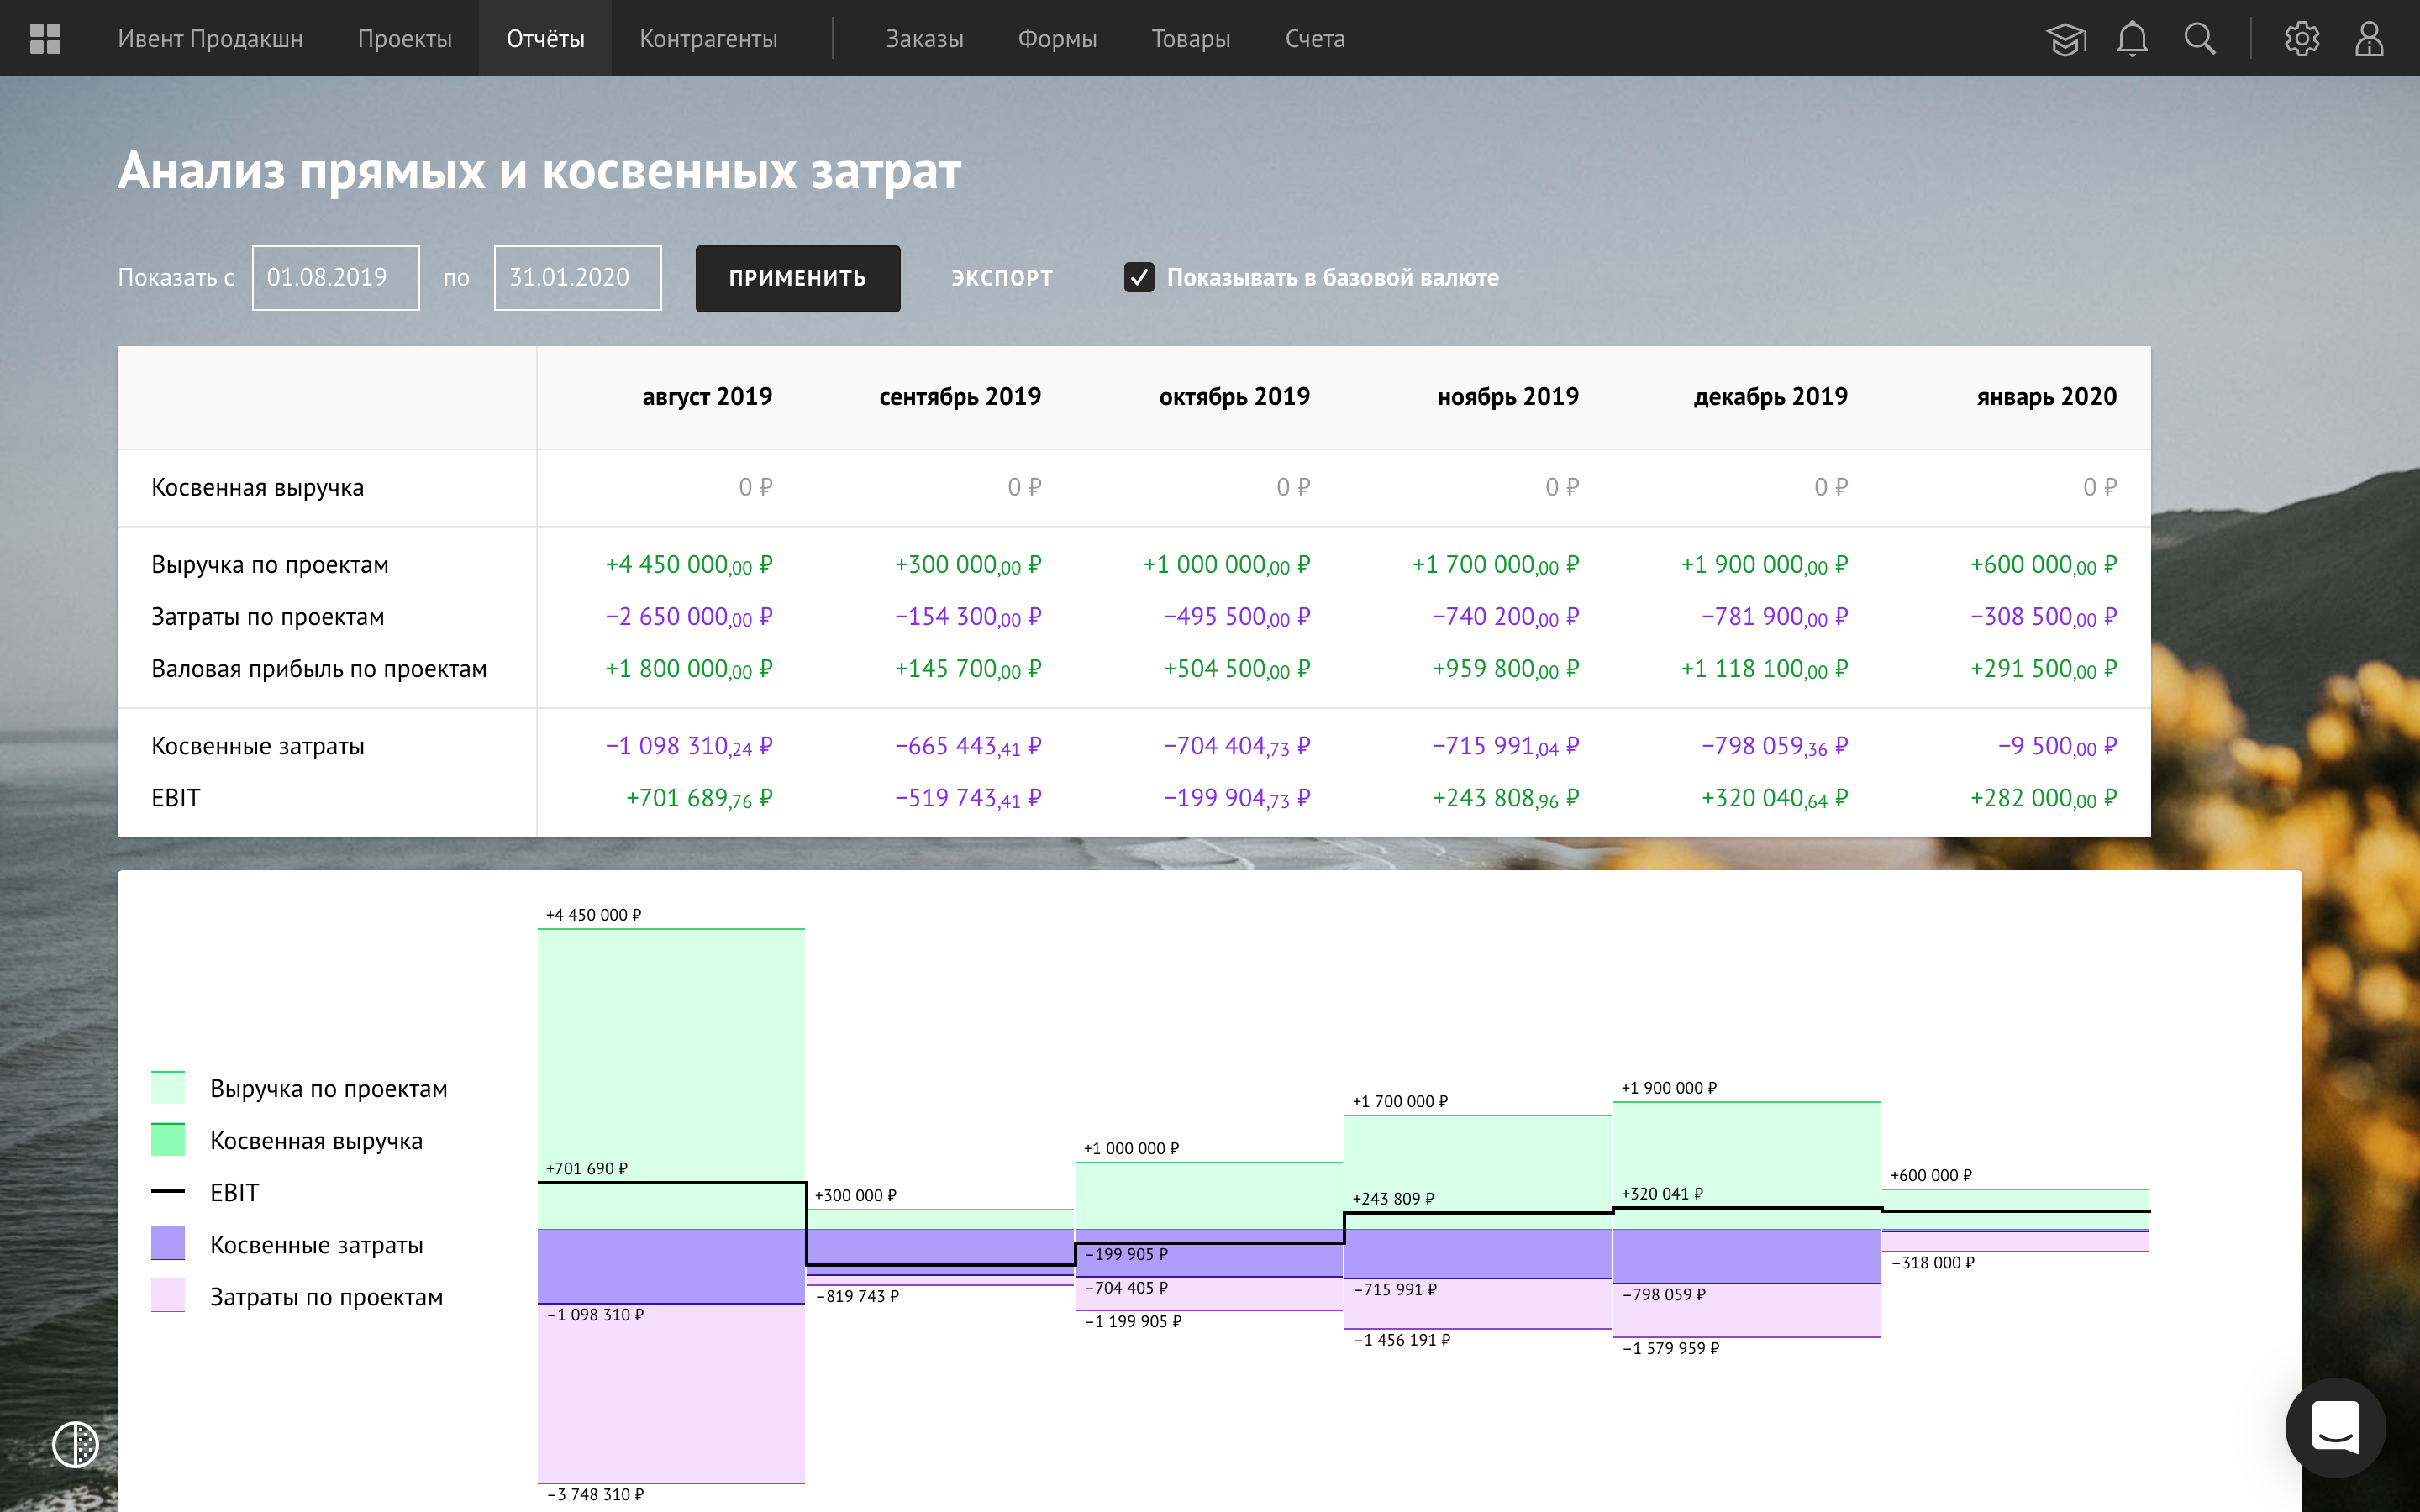 Ивент Продакшн Проекты Отчёты Контрагенты Заказы Формы Товары Счета
Анализ прямых и косвенных затрат
Показать с 01.08.2019 по 31.01.2020 ПРИМЕНИТЬ ЭКСПОРТ Показывать в базовой валюте
август 2019 сентябрь 2019 октябрь 2019 ноябрь 2019 декабрь 2019 январь 2020
Косвенная выручка 0 ₽ 0 ₽ 0 ₽ 0 ₽ 0 ₽ 0 ₽
Выручка по проектам +4 450 000,00 ₽ +300 000,00 ₽ +1 000 000,00 ₽ +1 700 000,00 ₽ +1 900 000,00 ₽ +600 000,00 ₽
Затраты по проектам −2 650 000,00 ₽ −154 300,00 ₽ −495 500,00 ₽ −740 200,00 ₽ −781 900,00 ₽ −308 500,00 ₽
Валовая прибыль по проектам +1 800 000,00 ₽ +145 700,00 ₽ +504 500,00 ₽ +959 800,00 ₽ +1 118 100,00 ₽ +291 500,00 ₽
Косвенные затраты −1 098 310,24 ₽ −665 443,41 ₽ −704 404,73 ₽ −715 991,04 ₽ −798 059,36 ₽ −9 500,00 ₽
EBIT +701 689,76 ₽ −519 743,41 ₽ −199 904,73 ₽ +243 808,96 ₽ +320 040,64 ₽ +282 000,00 ₽
Выручка по проектам
Косвенная выручка
EBIT
Косвенные затраты
Затраты по проектам
+4 450 000 ₽
+701 690 ₽
−1 098 310 ₽
−3 748 310 ₽
+300 000 ₽
−819 743 ₽
+1 000 000 ₽
−199 905 ₽
−704 405 ₽
−1 199 905 ₽
+1 700 000 ₽
+243 809 ₽
−715 991 ₽
−1 456 191 ₽
+1 900 000 ₽
+320 041 ₽
−798 059 ₽
−1 579 959 ₽
+600 000 ₽
−318 000 ₽